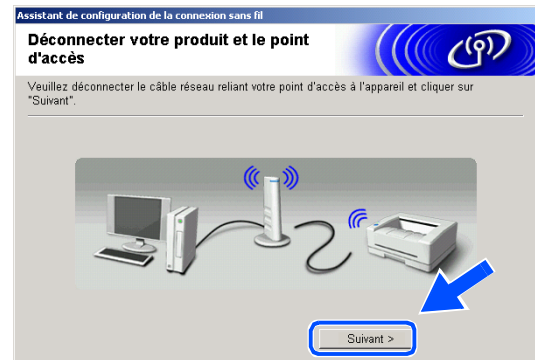 Assistant de configuration de la connexion sans fil
Déconnecter votre produit et le point
d'accès
Veuillez déconnecter le câble réseau reliant votre point d'accès à l'appareil et cliquer sur
"Suivant".
Suivant >